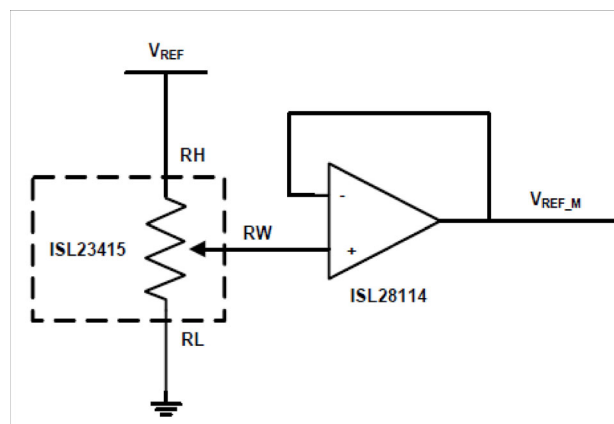 VREF
RH
-
VREF_M
ISL23415
RW
+
ISL28114
RL